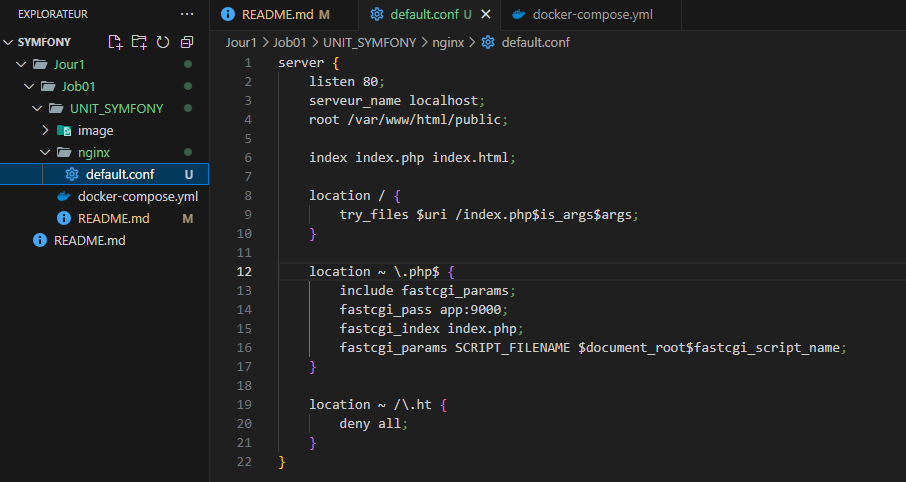 EXPLORATEUR ...
SYMFONY
Jour1
Job01
UNIT_SYMFONY
image
nginx
default.conf U
docker-compose.yml
README.md M
README.md
README.md M default.conf U docker-compose.yml
Jour1 > Job01 > UNIT_SYMFONY > nginx > default.conf
1 server {
2 listen 80;
3 serveur_name localhost;
4 root /var/www/html/public;
5
6 index index.php index.html;
7
8 location / {
9 try_files $uri /index.php$is_args$args;
10 }
11
12 location ~ \.php$ {
13 include fastcgi_params;
14 fastcgi_pass app:9000;
15 fastcgi_index index.php;
16 fastcgi_params SCRIPT_FILENAME $document_root$fastcgi_script_name;
17 }
18
19 location ~ /\.ht {
20 deny all;
21 }
22 }